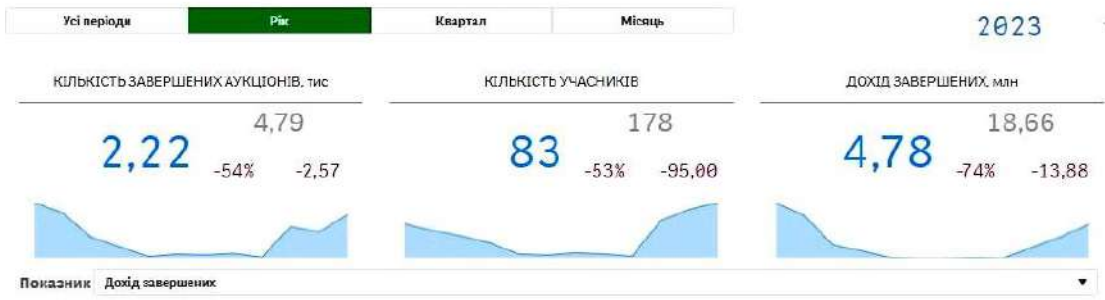 Усі періоди Рік Квартал Місяць
2023
КІЛЬКІСТЬ ЗАВЕРШЕНИХ АУКЦІОНІВ, тис
4,79
2,22 -54% -2,57
КІЛЬКІСТЬ УЧАСНИКІВ
178
83 -53% -95,00
ДОХІД ЗАВЕРШЕНИХ, млн
18,66
4,78 -74% -13,88
Показник Дохід завершених